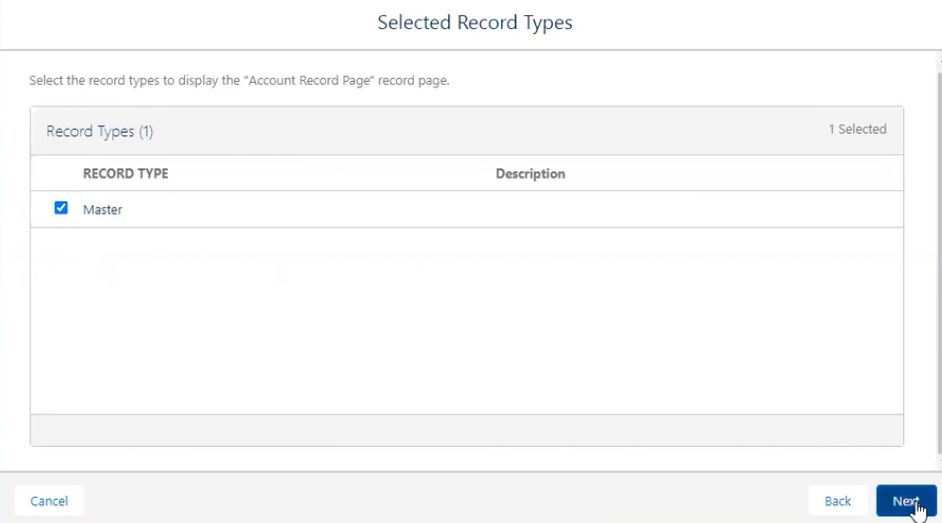 Selected Record Types
Select the record types to display the "Account Record Page" record page.
Record Types (1)
1 Selected
RECORD TYPE Description
Master
Cancel Back Next